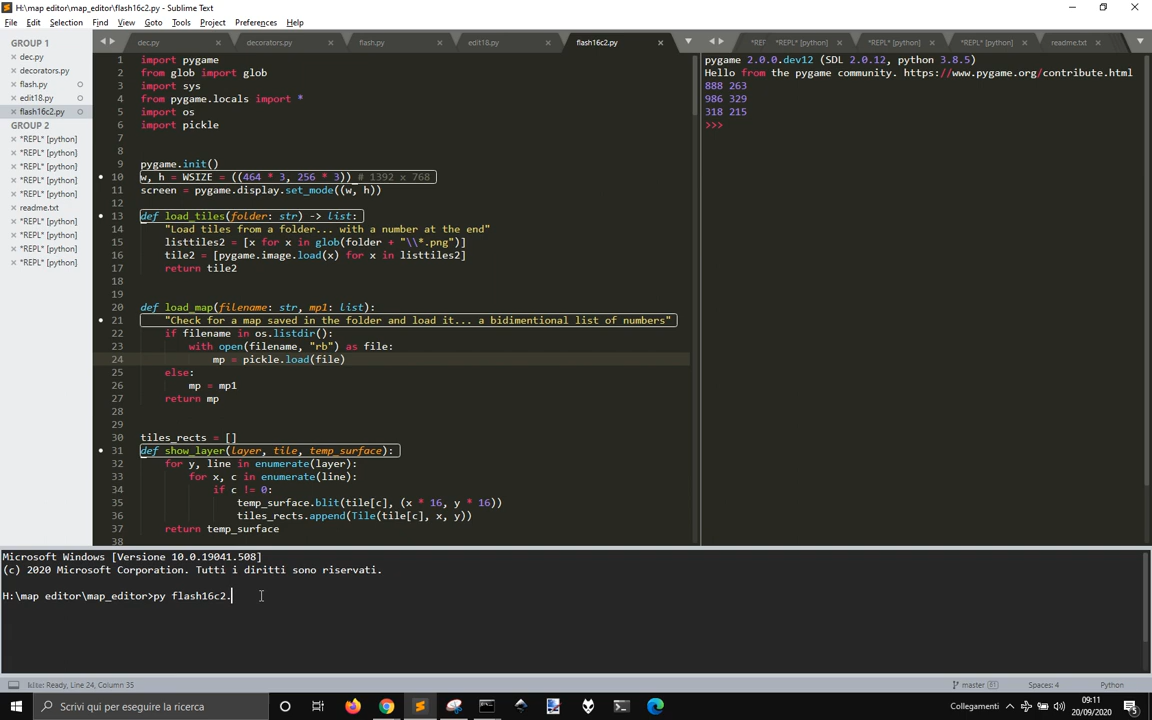 H:\map editor\map_editor\flash16c2.py - Sublime Text
File Edit Selection Find View Goto Tools Project Preferences Help
GROUP 1
dec.py
decorators.py
flash.py
edit18.py
flash16c2.py
GROUP 2
*REPL* [python]
*REPL* [python]
*REPL* [python]
*REPL* [python]
*REPL* [python]
readme.txt
*REPL* [python]
*REPL* [python]
*REPL* [python]
*REPL* [python]
dec.py decorators.py flash.py edit18.py flash16c2.py
1 import pygame
2 from glob import glob
3 import sys
4 from pygame.locals import *
5 import os
6 import pickle
7
8
9 pygame.init()
10 w, h = WSIZE = ((464 * 3, 256 * 3)) # 1392 x 768
11 screen = pygame.display.set_mode((w, h))
12
13 def load_tiles(folder: str) -> list:
14 "Load tiles from a folder... with a number at the end"
15 listtiles2 = [x for x in glob(folder + "\\*.png")]
16 tile2 = [pygame.image.load(x) for x in listtiles2]
17 return tile2
18
19
20 def load_map(filename: str, mp1: list):
21 "Check for a map saved in the folder and load it... a bidimentional list of numbers"
22 if filename in os.listdir():
23 with open(filename, "rb") as file:
24 mp = pickle.load(file)
25 else:
26 mp = mp1
27 return mp
28
29
30 tiles_rects = []
31 def show_layer(layer, tile, temp_surface):
32 for y, line in enumerate(layer):
33 for x, c in enumerate(line):
34 if c != 0:
35 temp_surface.blit(tile[c], (x * 16, y * 16))
36 tiles_rects.append(Tile(tile[c], x, y))
37 return temp_surface
38
*REF *REPL* [python] *REPL* [python] *REPL* [python] readme.txt
pygame 2.0.0.dev12 (SDL 2.0.12, python 3.8.5)
Hello from the pygame community. https://www.pygame.org/contribute.html
888 263
986 329
318 215
>>>
Microsoft Windows [Versione 10.0.19041.508]
(c) 2020 Microsoft Corporation. Tutti i diritti sono riservati.
H:\map editor\map_editor>py flash16c2.
kite: Ready, Line 24, Column 35
master Spaces: 4 Python
Scrivi qui per eseguire la ricerca
Collegamenti
09:11
20/09/2020